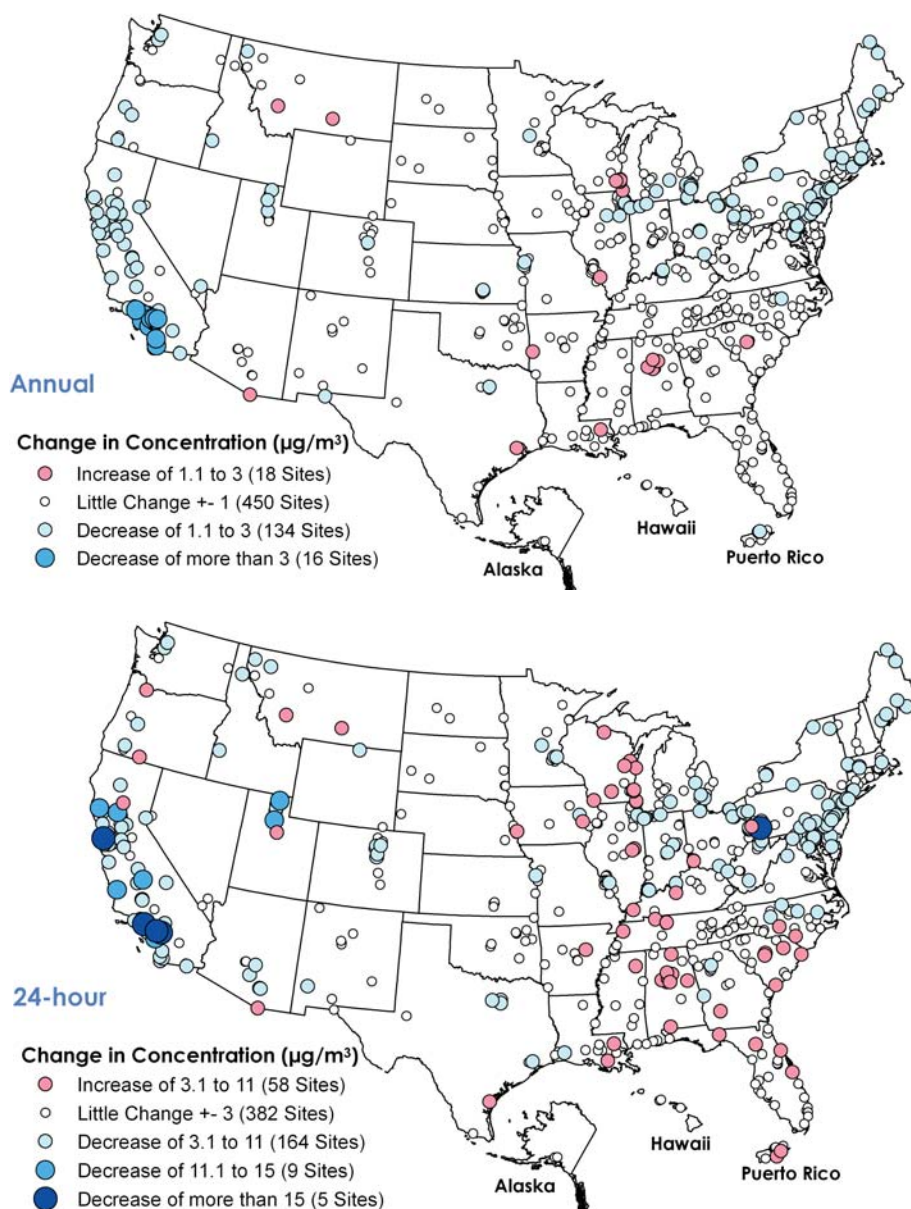 Annual
Change in Concentration (µg/m³)
Increase of 1.1 to 3 (18 Sites)
Little Change +- 1 (450 Sites)
Decrease of 1.1 to 3 (134 Sites)
Decrease of more than 3 (16 Sites)
Alaska
Hawaii
Puerto Rico
24-hour
Change in Concentration (µg/m³)
Increase of 3.1 to 11 (58 Sites)
Little Change +- 3 (382 Sites)
Decrease of 3.1 to 11 (164 Sites)
Decrease of 11.1 to 15 (9 Sites)
Decrease of more than 15 (5 Sites)
Alaska
Hawaii
Puerto Rico